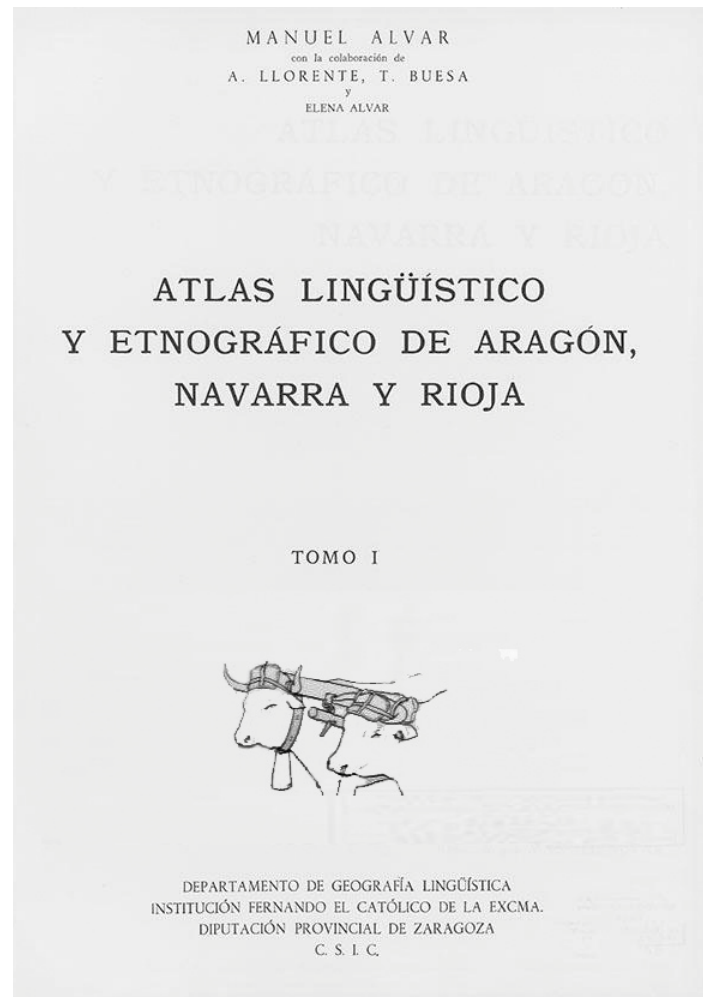 MANUEL ALVAR
con la colaboración de
A. LLORENTE, T. BUESA
y
ELENA ALVAR
ATLAS LINGÜÍSTICO
Y ETNOGRÁFICO DE ARAGÓN,
NAVARRA Y RIOJA
TOMO I
DEPARTAMENTO DE GEOGRAFÍA LINGÜÍSTICA
INSTITUCIÓN FERNANDO EL CATÓLICO DE LA EXCMA.
DIPUTACIÓN PROVINCIAL DE ZARAGOZA
C. S. I. C.